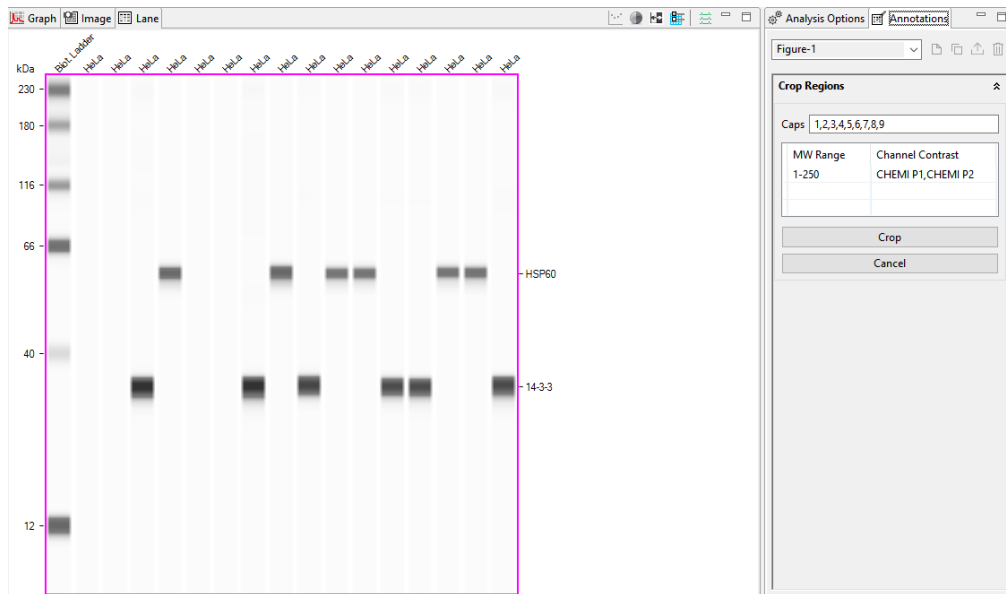 Graph Image Lane
Analysis Options Annotations
Figure-1
Crop Regions
Caps 1,2,3,4,5,6,7,8,9
MW Range Channel Contrast
1-250 CHEMI P1,CHEMI P2
Crop
Cancel
kDa Biot. Ladder HeLa HeLa HeLa HeLa HeLa HeLa HeLa HeLa HeLa HeLa HeLa HeLa HeLa HeLa HeLa HeLa
230
180
116
66
HSP60
40
14-3-3
12